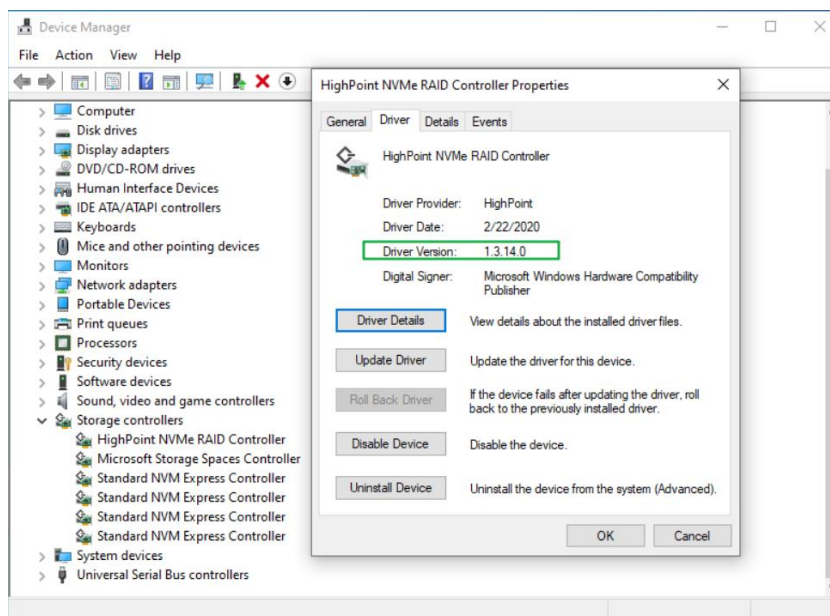 Device Manager
File Action View Help
Computer
Disk drives
Display adapters
DVD/CD-ROM drives
Human Interface Devices
IDE ATA/ATAPI controllers
Keyboards
Mice and other pointing devices
Monitors
Network adapters
Portable Devices
Print queues
Processors
Security devices
Software devices
Sound, video and game controllers
Storage controllers
HighPoint NVMe RAID Controller
Microsoft Storage Spaces Controller
Standard NVM Express Controller
Standard NVM Express Controller
Standard NVM Express Controller
Standard NVM Express Controller
System devices
Universal Serial Bus controllers
HighPoint NVMe RAID Controller Properties
General Driver Details Events
HighPoint NVMe RAID Controller
Driver Provider: HighPoint
Driver Date: 2/22/2020
Driver Version: 1.3.14.0
Digital Signer: Microsoft Windows Hardware Compatibility
Publisher
Driver Details View details about the installed driver files.
Update Driver Update the driver for this device.
Roll Back Driver If the device fails after updating the driver, roll
back to the previously installed driver.
Disable Device Disable the device.
Uninstall Device Uninstall the device from the system (Advanced).
OK Cancel